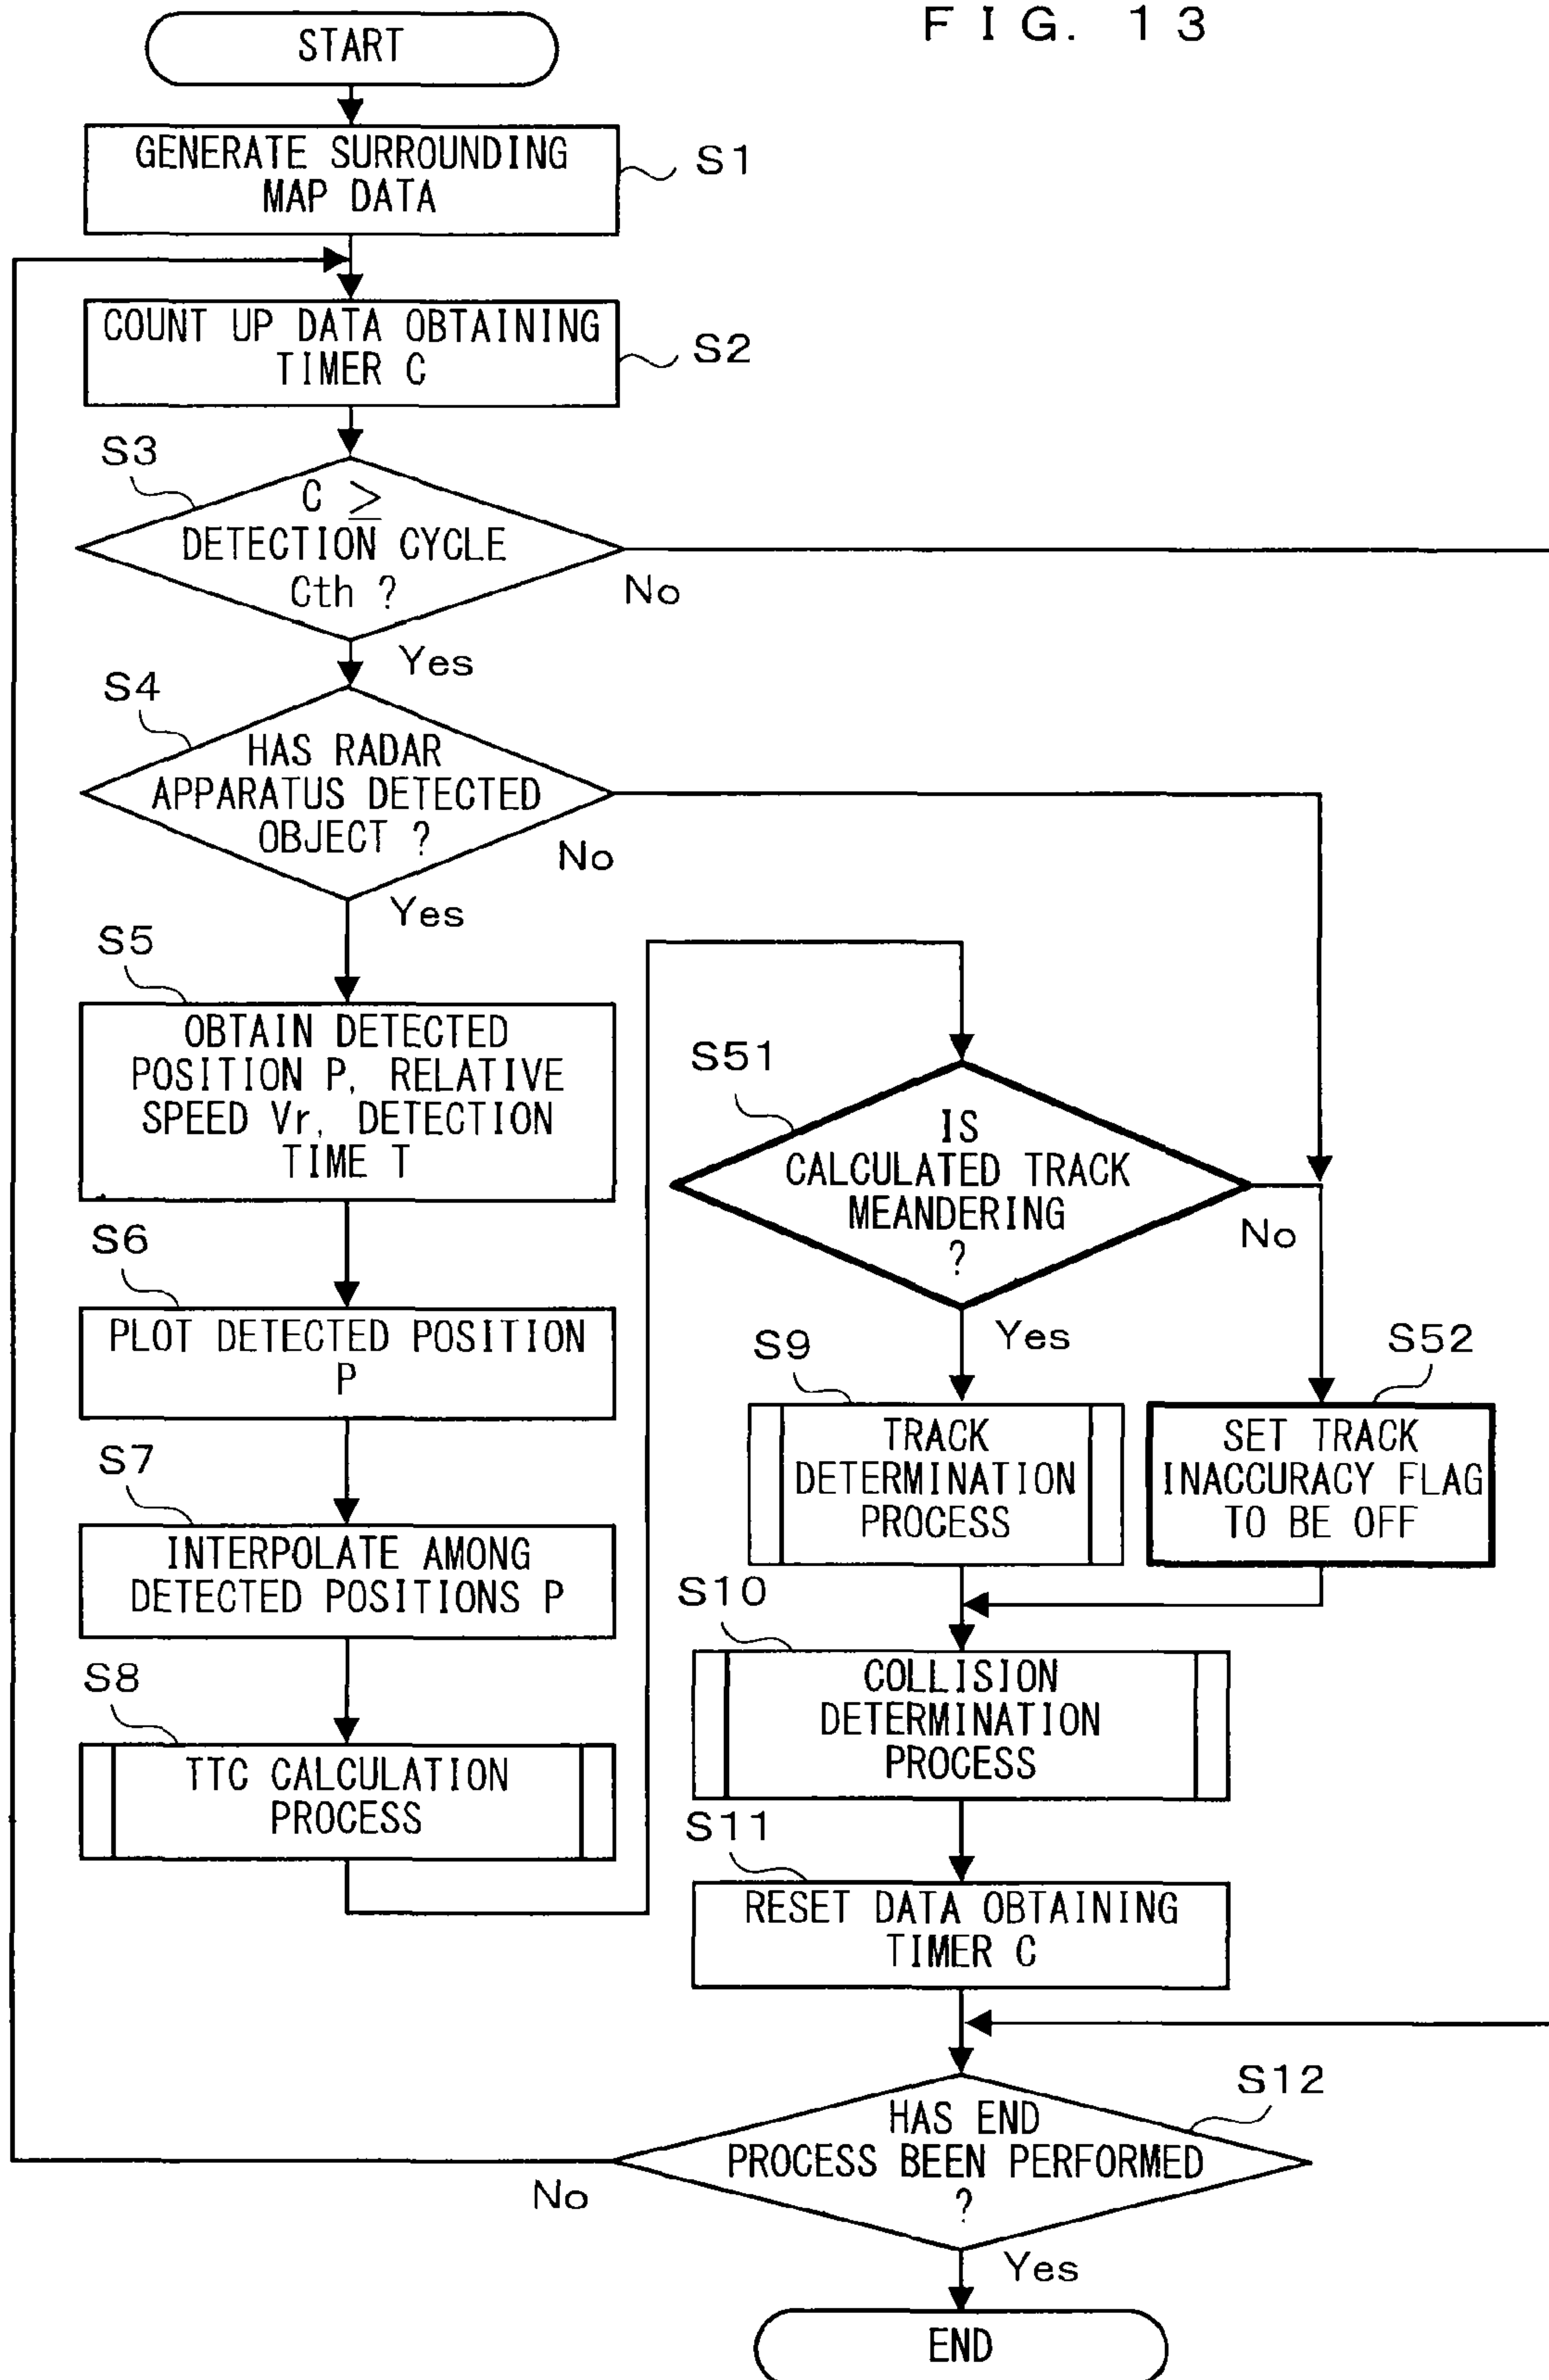 FIG. 13
START
GENERATE SURROUNDING
MAP DATA
S1
COUNT UP DATA OBTAINING
TIMER C
S2
S3
C ≥
DETECTION CYCLE
Cth ?
No
Yes
S4
HAS RADAR
APPARATUS DETECTED
OBJECT ?
No
Yes
S5
OBTAIN DETECTED
POSITION P, RELATIVE
SPEED Vr, DETECTION
TIME T
S6
PLOT DETECTED POSITION
P
S7
INTERPOLATE AMONG
DETECTED POSITIONS P
S8
TTC CALCULATION
PROCESS
S51
IS
CALCULATED TRACK
MEANDERING
?
No
Yes
S9
TRACK
DETERMINATION
PROCESS
S52
SET TRACK
INACCURACY FLAG
TO BE OFF
S10
COLLISION
DETERMINATION
PROCESS
S11
RESET DATA OBTAINING
TIMER C
S12
HAS END
PROCESS BEEN PERFORMED
?
No
Yes
END